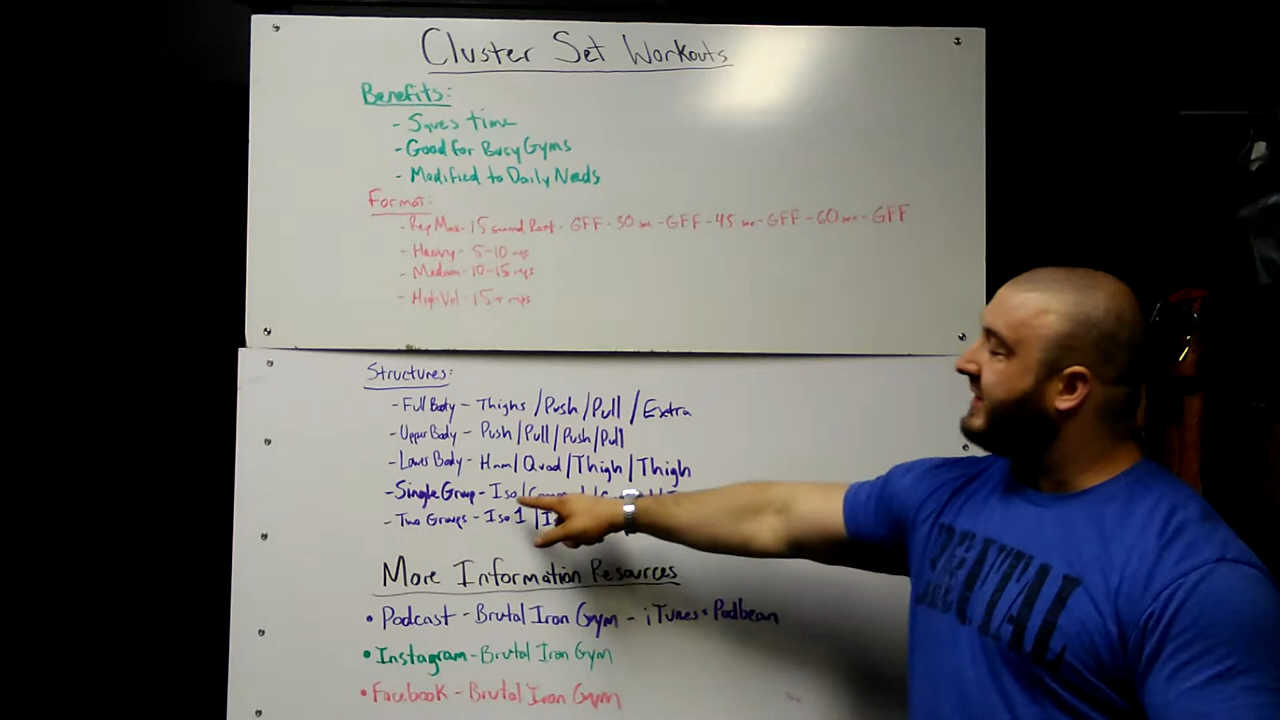 Cluster Set Workouts
Benefits:
- Saves time
- Good for Busy Gyms
- Modified to Daily Needs
Format:
- Rep Max - 15 second Rest - GFF - 30 sec - GFF - 45 sec - GFF - 60 sec - GFF
- Heavy - 5-10 reps
- Medium - 10-15 reps
- High Vol - 15+ reps
Structures:
- Full Body - Thighs / Push / Pull / Extra
- Upper Body - Push / Pull / Push / Pull
- Lower Body - Ham / Quad / Thigh / Thigh
- Single Group - Iso /
- Two Groups - Iso 1 /
More Information Resources
• Podcast - Brutal Iron Gym - iTunes • Podbean
• Instagram - Brutal Iron Gym
• Facebook - Brutal Iron Gym
BRUTAL